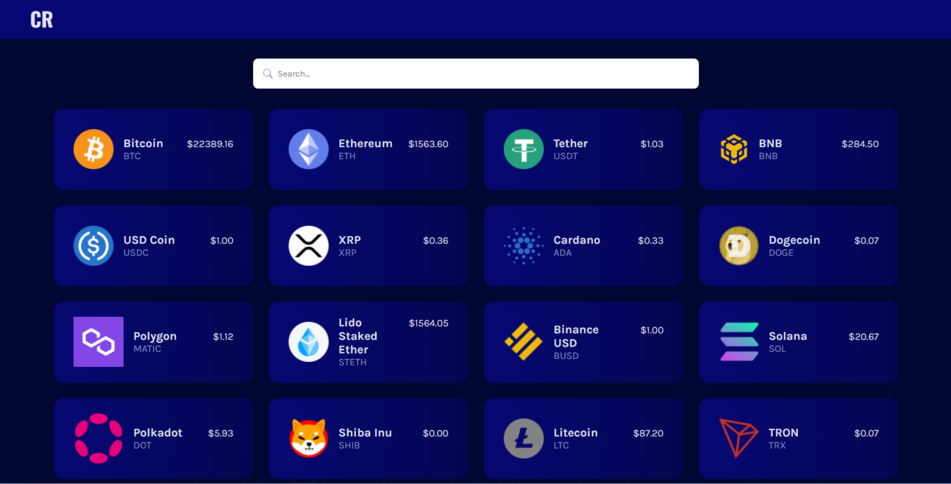 CR
Search...
Bitcoin $22389.16
BTC
Ethereum $1563.60
ETH
Tether $1.03
USDT
BNB $284.50
BNB
USD Coin $1.00
USDC
XRP $0.36
XRP
Cardano $0.33
ADA
Dogecoin $0.07
DOGE
Polygon $1.12
MATIC
Lido $1564.05
Staked
Ether
STETH
Binance $1.00
USD
BUSD
Solana $20.67
SOL
Polkadot $5.93
DOT
Shiba Inu $0.00
SHIB
Litecoin $87.20
LTC
TRON $0.07
TRX